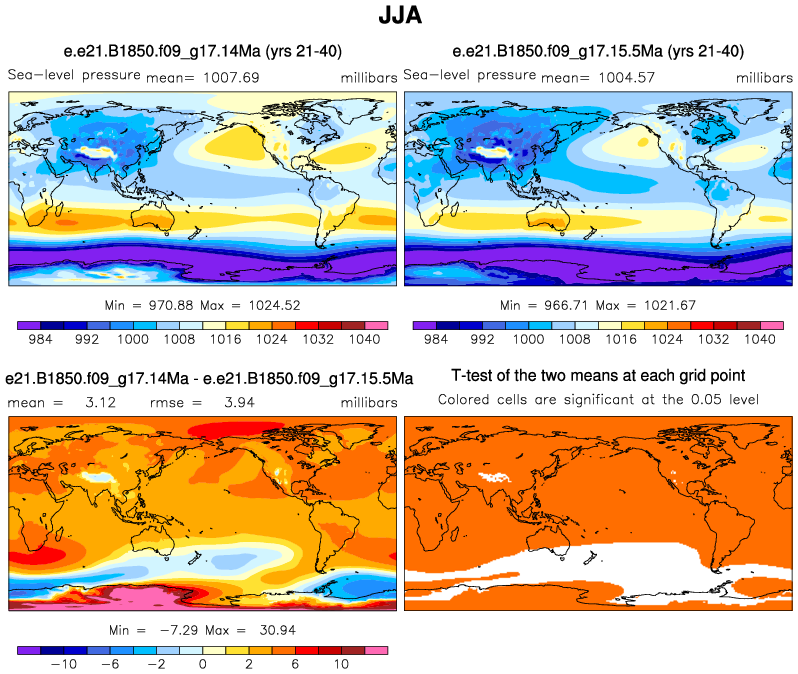 JJA
e.e21.B1850.f09_g17.14Ma (yrs 21-40)
Sea-level pressure mean= 1007.69 millibars
Min = 970.88 Max = 1024.52
984 992 1000 1008 1016 1024 1032 1040
e.e21.B1850.f09_g17.15.5Ma (yrs 21-40)
Sea-level pressure mean= 1004.57 millibars
Min = 966.71 Max = 1021.67
984 992 1000 1008 1016 1024 1032 1040
e21.B1850.f09_g17.14Ma - e.e21.B1850.f09_g17.15.5Ma
mean = 3.12 rmse = 3.94 millibars
Min = -7.29 Max = 30.94
-10 -6 -2 0 2 6 10
T-test of the two means at each grid point
Colored cells are significant at the 0.05 level